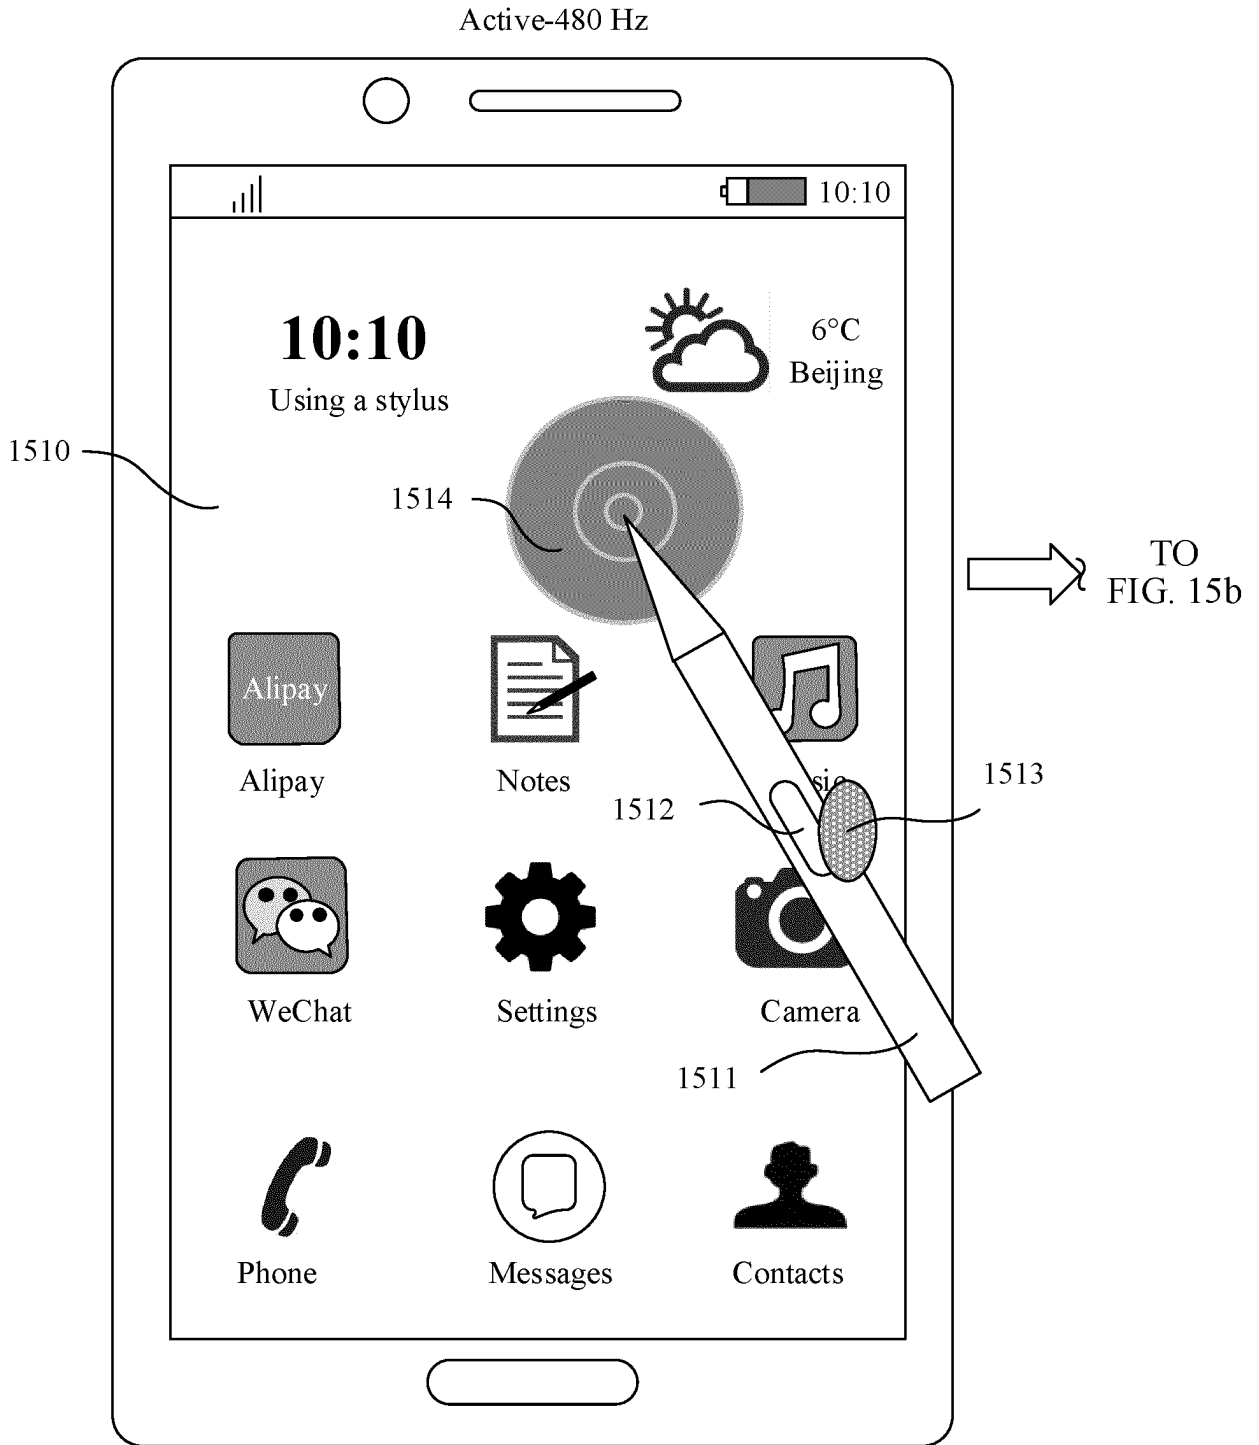 Active-480 Hz
10:10
10:10
Using a stylus
6°C
Beijing
1510
1514
TO
FIG. 15b
Alipay
Alipay
Notes
sic
1513
1512
WeChat
Settings
Camera
1511
Phone
Messages
Contacts